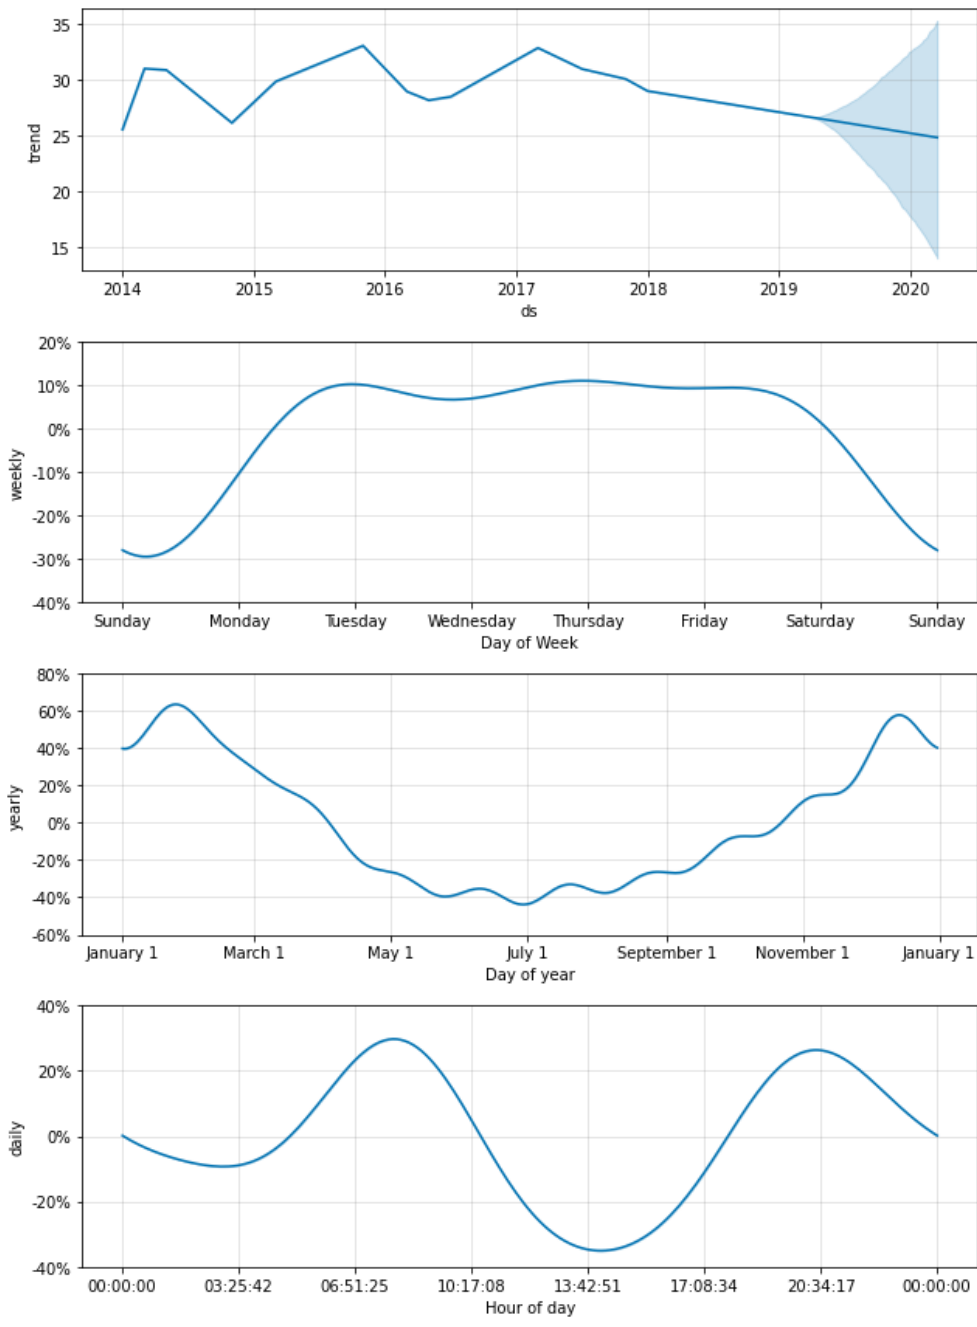 35
30
25
20
15
trend
2014 2015 2016 2017 2018 2019 2020
ds
20%
10%
0%
-10%
-20%
-30%
-40%
weekly
Sunday Monday Tuesday Wednesday Thursday Friday Saturday Sunday
Day of Week
80%
60%
40%
20%
0%
-20%
-40%
-60%
yearly
January 1 March 1 May 1 July 1 September 1 November 1 January 1
Day of year
40%
20%
0%
-20%
-40%
daily
00:00:00 03:25:42 06:51:25 10:17:08 13:42:51 17:08:34 20:34:17 00:00:00
Hour of day